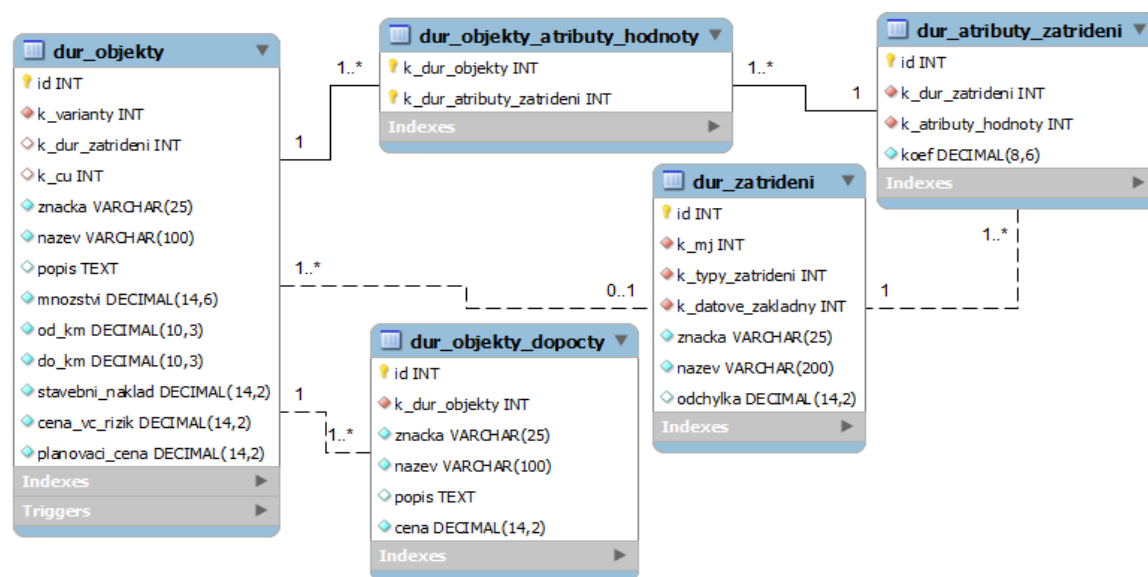 dur_objekty
id INT
k_varianty INT
k_dur_zatrideni INT
k_cu INT
znacka VARCHAR(25)
nazev VARCHAR(100)
popis TEXT
mnozstvi DECIMAL(14,6)
od_km DECIMAL(10,3)
do_km DECIMAL(10,3)
stavebni_naklad DECIMAL(14,2)
cena_vc_rizik DECIMAL(14,2)
planovaci_cena DECIMAL(14,2)
Indexes
Triggers
1..*
1
dur_objekty_atributy_hodnoty
k_dur_objekty INT
k_dur_atributy_zatrideni INT
Indexes
1..*
1
dur_atributy_zatrideni
id INT
k_dur_zatrideni INT
k_atributy_hodnoty INT
koef DECIMAL(8,6)
Indexes
1..*
1
1..*
0..1
dur_zatrideni
id INT
k_mj INT
k_typy_zatrideni INT
k_datove_zakladny INT
znacka VARCHAR(25)
nazev VARCHAR(200)
odchylka DECIMAL(14,2)
Indexes
1
1..*
dur_objekty_dopocty
id INT
k_dur_objekty INT
znacka VARCHAR(25)
nazev VARCHAR(100)
popis TEXT
cena DECIMAL(14,2)
Indexes